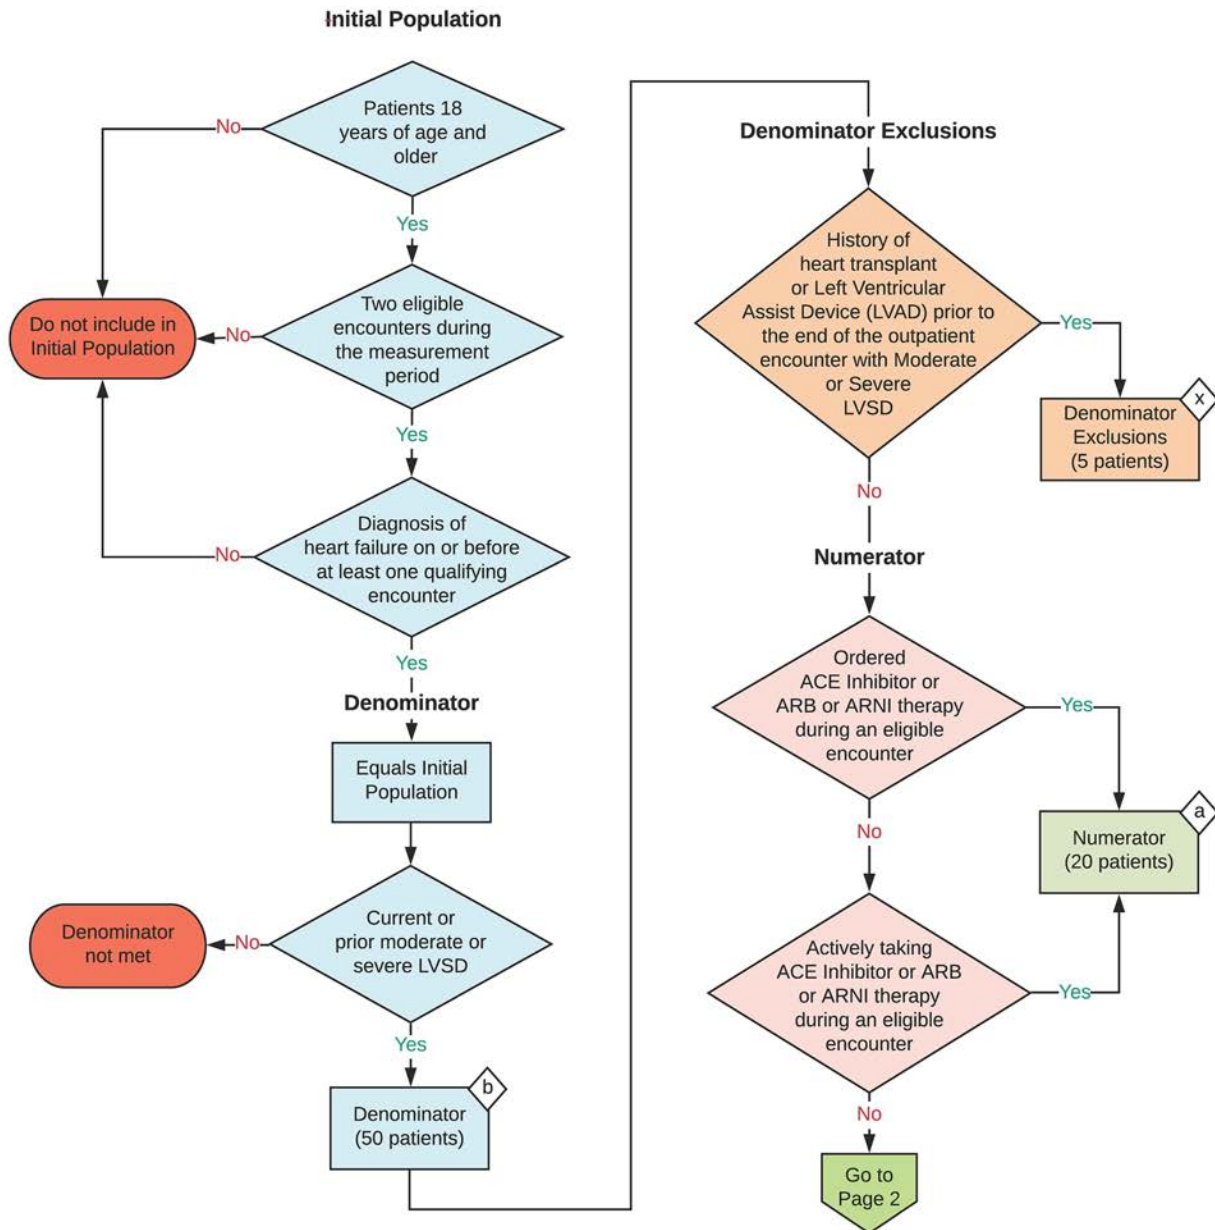 Initial Population
Patients 18
years of age and
older
No
Yes
Two eligible
encounters during
the measurement
period
No
Do not include in
Initial Population
Yes
Diagnosis of
heart failure on or before
at least one qualifying
encounter
No
Yes
Denominator
Equals Initial
Population
Current or
prior moderate or
severe LVSD
No
Denominator
not met
Yes
b
Denominator
(50 patients)
Denominator Exclusions
History of
heart transplant
or Left Ventricular
Assist Device (LVAD) prior to
the end of the outpatient
encounter with Moderate
or Severe
LVSD
Yes
x
Denominator
Exclusions
(5 patients)
No
Numerator
Ordered
ACE Inhibitor or
ARB or ARNI therapy
during an eligible
encounter
Yes
No
a
Numerator
(20 patients)
Actively taking
ACE Inhibitor or ARB
or ARNI therapy
during an eligible
encounter
Yes
No
Go to
Page 2